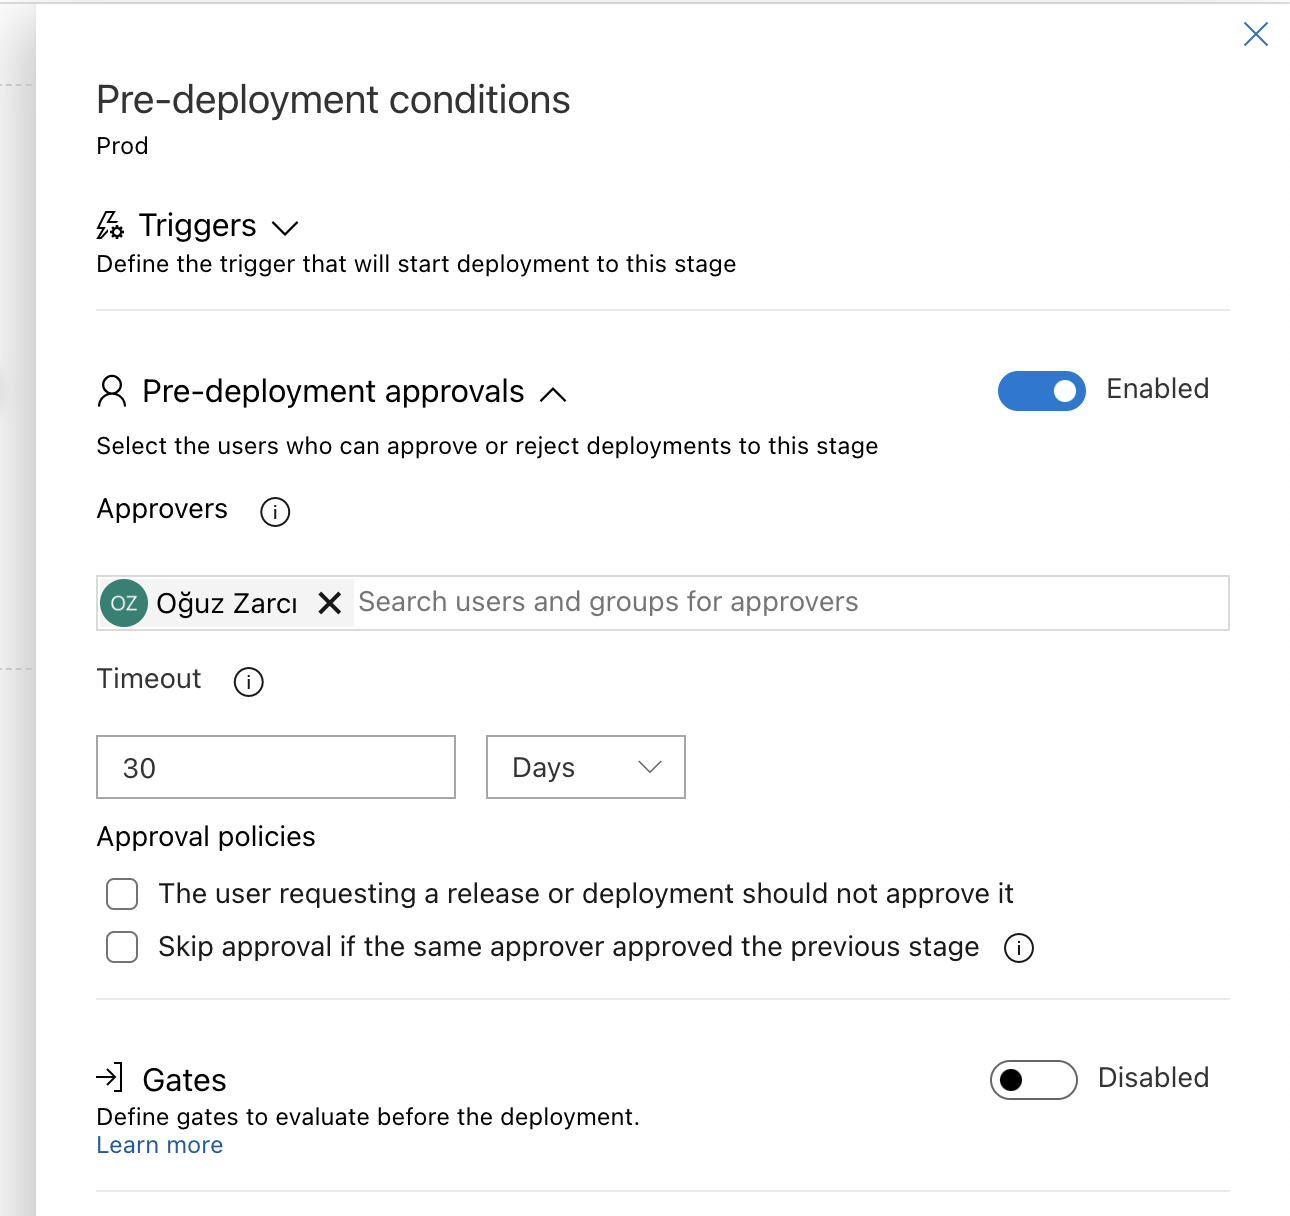 Pre-deployment conditions
Prod
Triggers
Define the trigger that will start deployment to this stage
Pre-deployment approvals
Enabled
Select the users who can approve or reject deployments to this stage
Approvers
OZ Oğuz Zarcı Search users and groups for approvers
Timeout
30 Days
Approval policies
The user requesting a release or deployment should not approve it
Skip approval if the same approver approved the previous stage
Gates
Disabled
Define gates to evaluate before the deployment.
Learn more